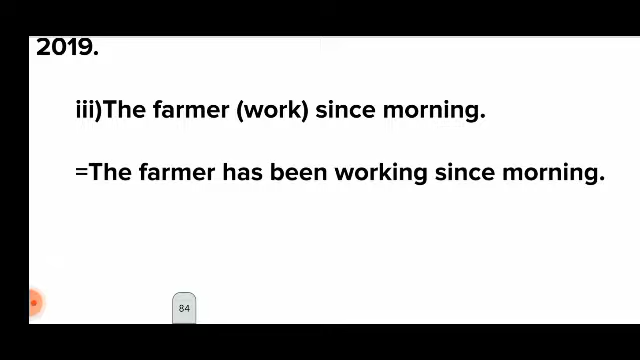 2019.
iii)The farmer (work) since morning.
=The farmer has been working since morning.
84